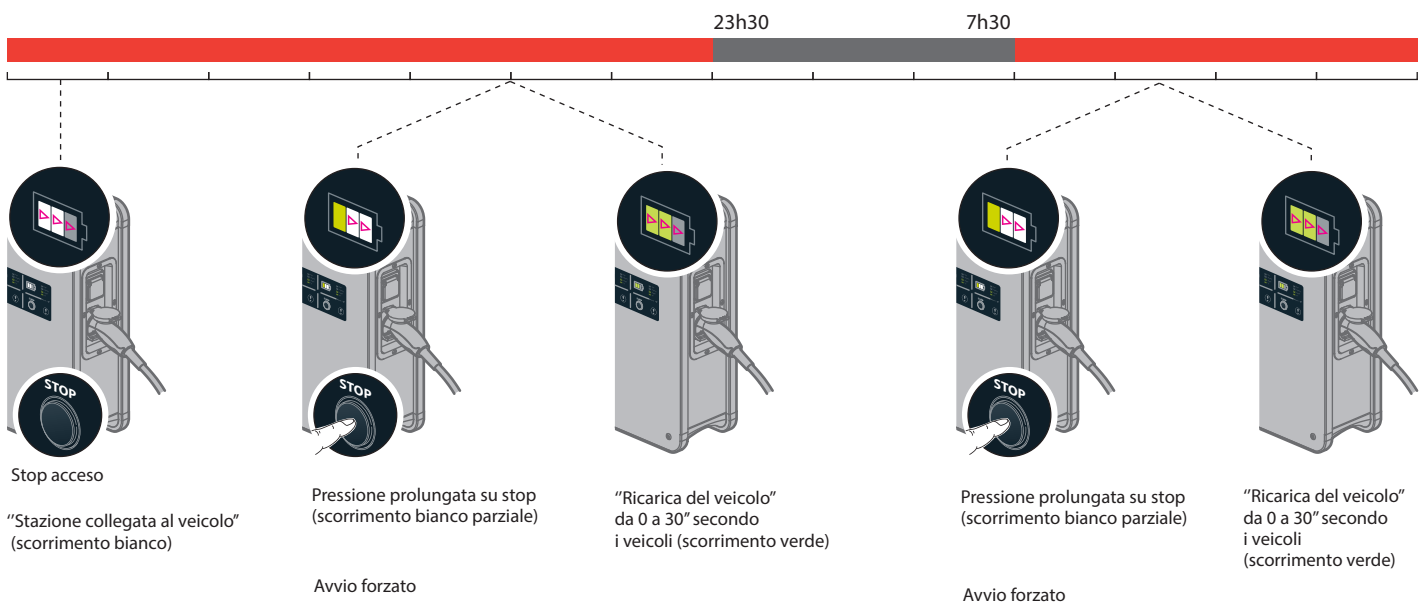 23h30
7h30
STOP
STOP
STOP
Stop acceso
‘‘Stazione collegata al veicolo’’
(scorrimento bianco)
Pressione prolungata su stop
(scorrimento bianco parziale)
Avvio forzato
‘‘Ricarica del veicolo’’
da 0 a 30’’ secondo
i veicoli (scorrimento verde)
Pressione prolungata su stop
(scorrimento bianco parziale)
Avvio forzato
‘‘Ricarica del veicolo’’
da 0 a 30’’ secondo
i veicoli
(scorrimento verde)